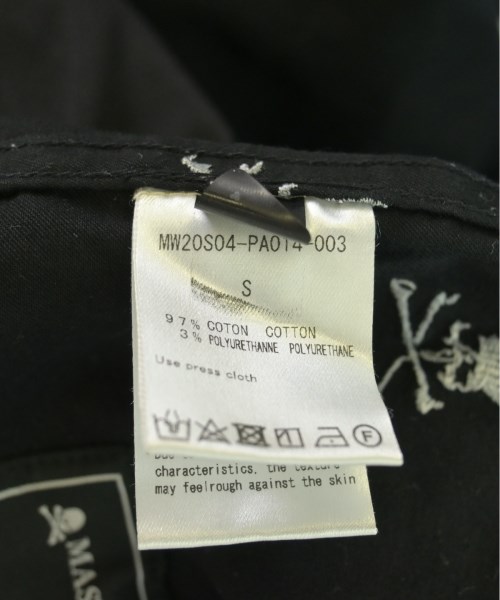 MW20S04-PA014-003
S
97% COTON COTTON
3% POLYURETHANNE POLYURETHANE
Use press cloth
F
characteristics, the texture
may feelrough against the skin
MAS